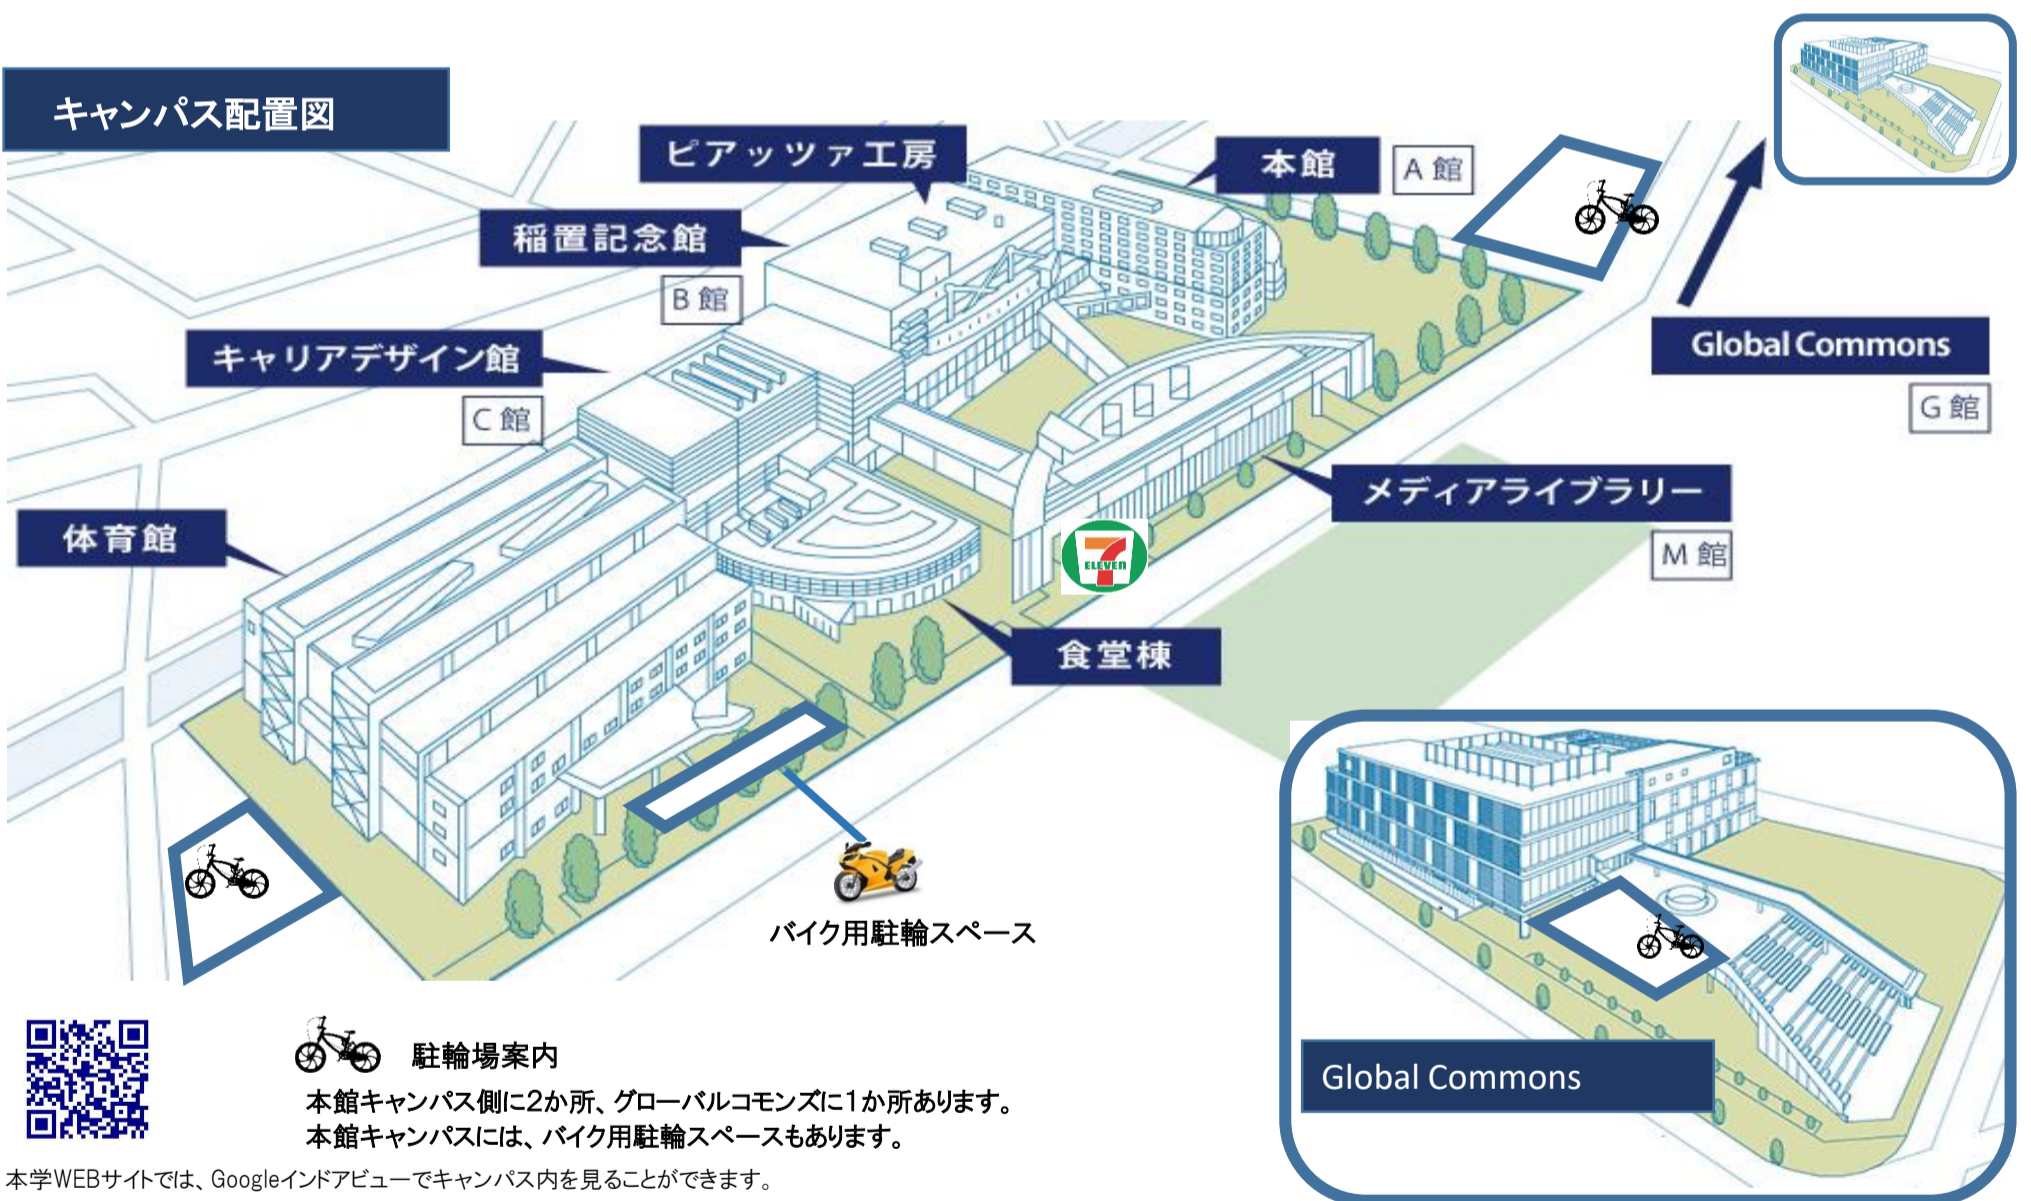 キャンパス配置図
ピアッツァ工房
本館
A 館
稲置記念館
B 館
キャリアデザイン館
C 館
Global Commons
G 館
体育館
メディアライブラリー
M 館
7
ELEVEn
食堂棟
バイク用駐輪スペース
駐輪場案内
本館キャンパス側に2か所、グローバルコモンズに1か所あります。
本館キャンパスには、バイク用駐輪スペースもあります。
Global Commons
本学WEBサイトでは、Googleインドアビューでキャンパス内を見ることができます。